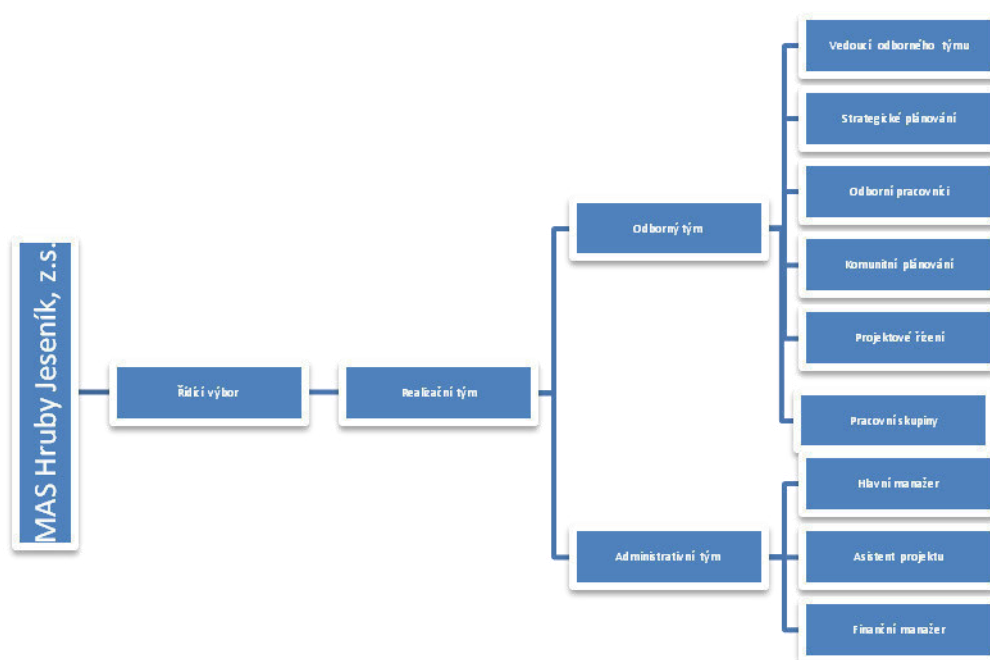 MAS Hruby Jeseník, z.s.
Řídící výbor
Realizační tým
Odborný tým
Vedoucí odborného týmu
Strategické plánování
Odborní pracovníci
Komunitní plánování
Projektové řízení
Pracovní skupiny
Administrativní tým
Hlavní manažer
Asistent projektu
Finanční manažer